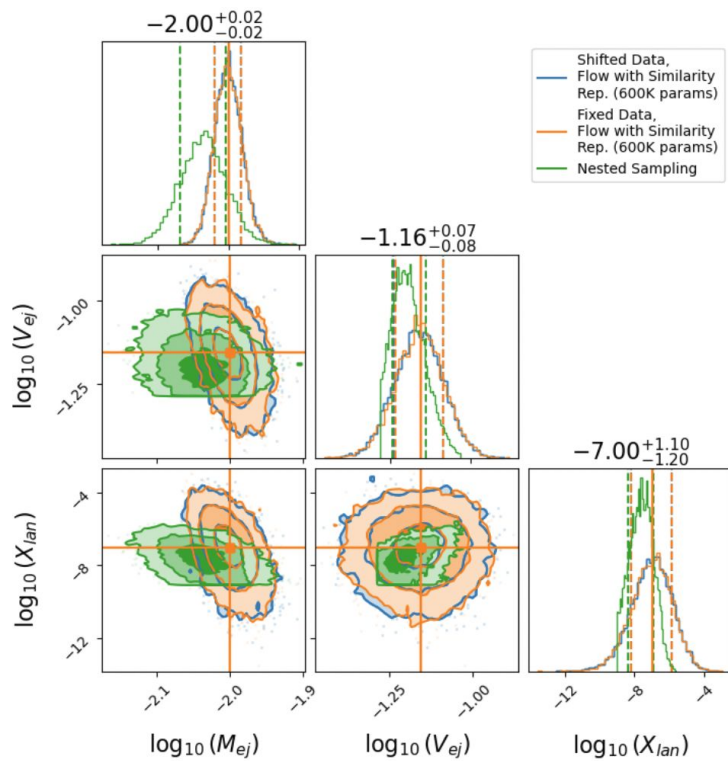 −2.00+0.02−0.02
Shifted Data,
Flow with Similarity
Rep. (600K params)
Fixed Data,
Flow with Similarity
Rep. (600K params)
Nested Sampling
−1.16+0.07−0.08
log10(Vej)
−1.00
−1.25
−7.00+1.10−1.20
log10(Xlan)
−4
−8
−12
−2.1
−2.0
−1.9
−1.25
−1.00
−12
−8
−4
log10(Mej)
log10(Vej)
log10(Xlan)